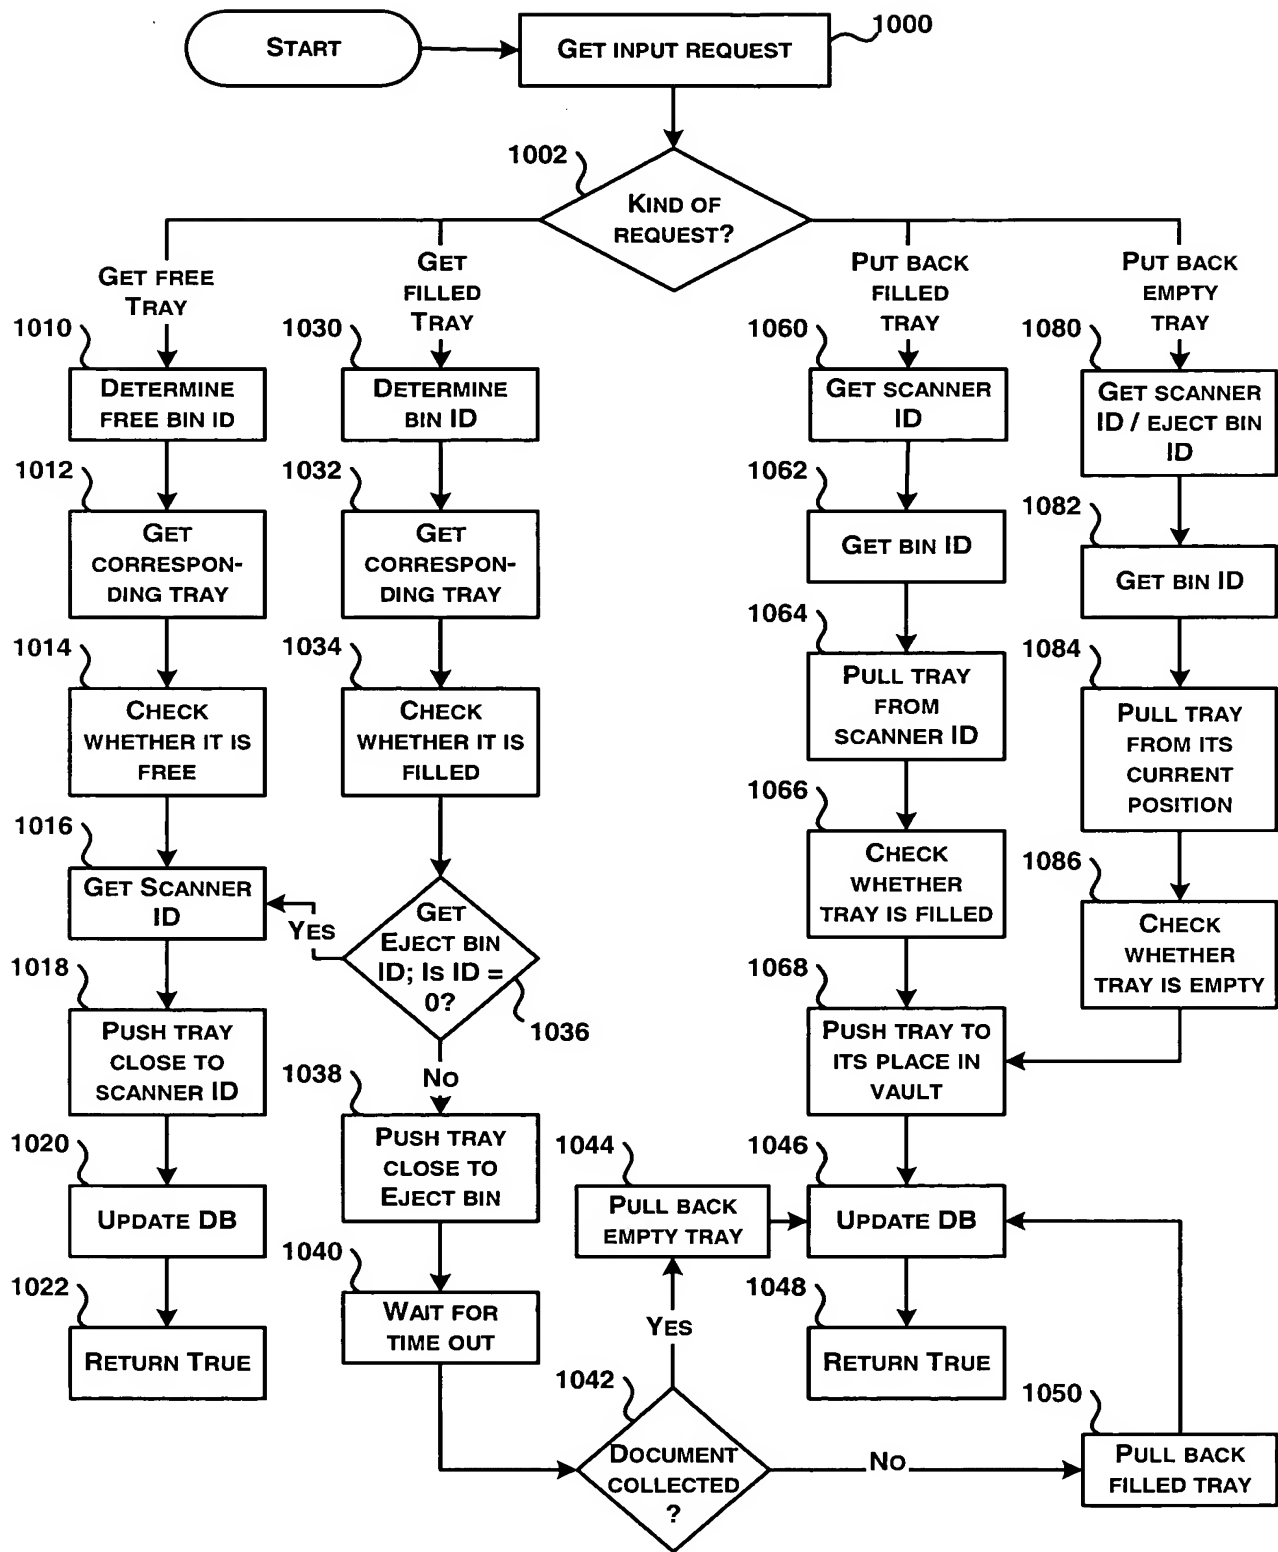 START
GET INPUT REQUEST
1000
1002
KIND OF
REQUEST?
GET FREE
TRAY
GET
FILLED
TRAY
PUT BACK
FILLED
TRAY
PUT BACK
EMPTY
TRAY
1010
DETERMINE
FREE BIN ID
1012
GET
CORRESPON-
DING TRAY
1014
CHECK
WHETHER IT IS
FREE
1016
GET SCANNER
ID
1018
PUSH TRAY
CLOSE TO
SCANNER ID
1020
UPDATE DB
1022
RETURN TRUE
1030
DETERMINE
BIN ID
1032
GET
CORRESPON-
DING TRAY
1034
CHECK
WHETHER IT IS
FILLED
YES
GET
EJECT BIN
ID; IS ID =
0?
1036
NO
1038
PUSH TRAY
CLOSE TO
EJECT BIN
1040
WAIT FOR
TIME OUT
1042
DOCUMENT
COLLECTED
?
YES
1044
PULL BACK
EMPTY TRAY
NO
1050
PULL BACK
FILLED TRAY
1060
GET SCANNER
ID
1062
GET BIN ID
1064
PULL TRAY
FROM
SCANNER ID
1066
CHECK
WHETHER
TRAY IS FILLED
1068
PUSH TRAY TO
ITS PLACE IN
VAULT
1046
UPDATE DB
1048
RETURN TRUE
1080
GET SCANNER
ID / EJECT BIN
ID
1082
GET BIN ID
1084
PULL TRAY
FROM ITS
CURRENT
POSITION
1086
CHECK
WHETHER
TRAY IS EMPTY